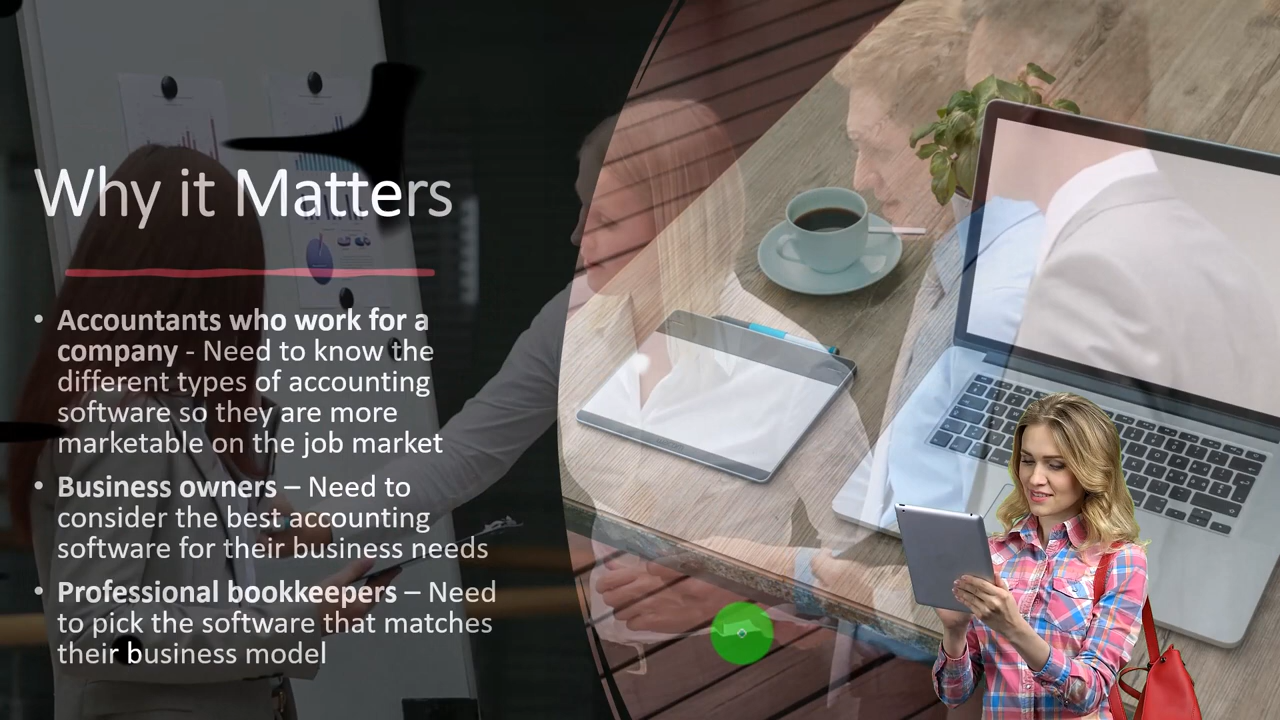 Why it Matters
• Accountants who work for a
company - Need to know the
different types of accounting
software so they are more
marketable on the job market
• Business owners – Need to
consider the best accounting
software for their business needs
• Professional bookkeepers – Need
to pick the software that matches
their business model